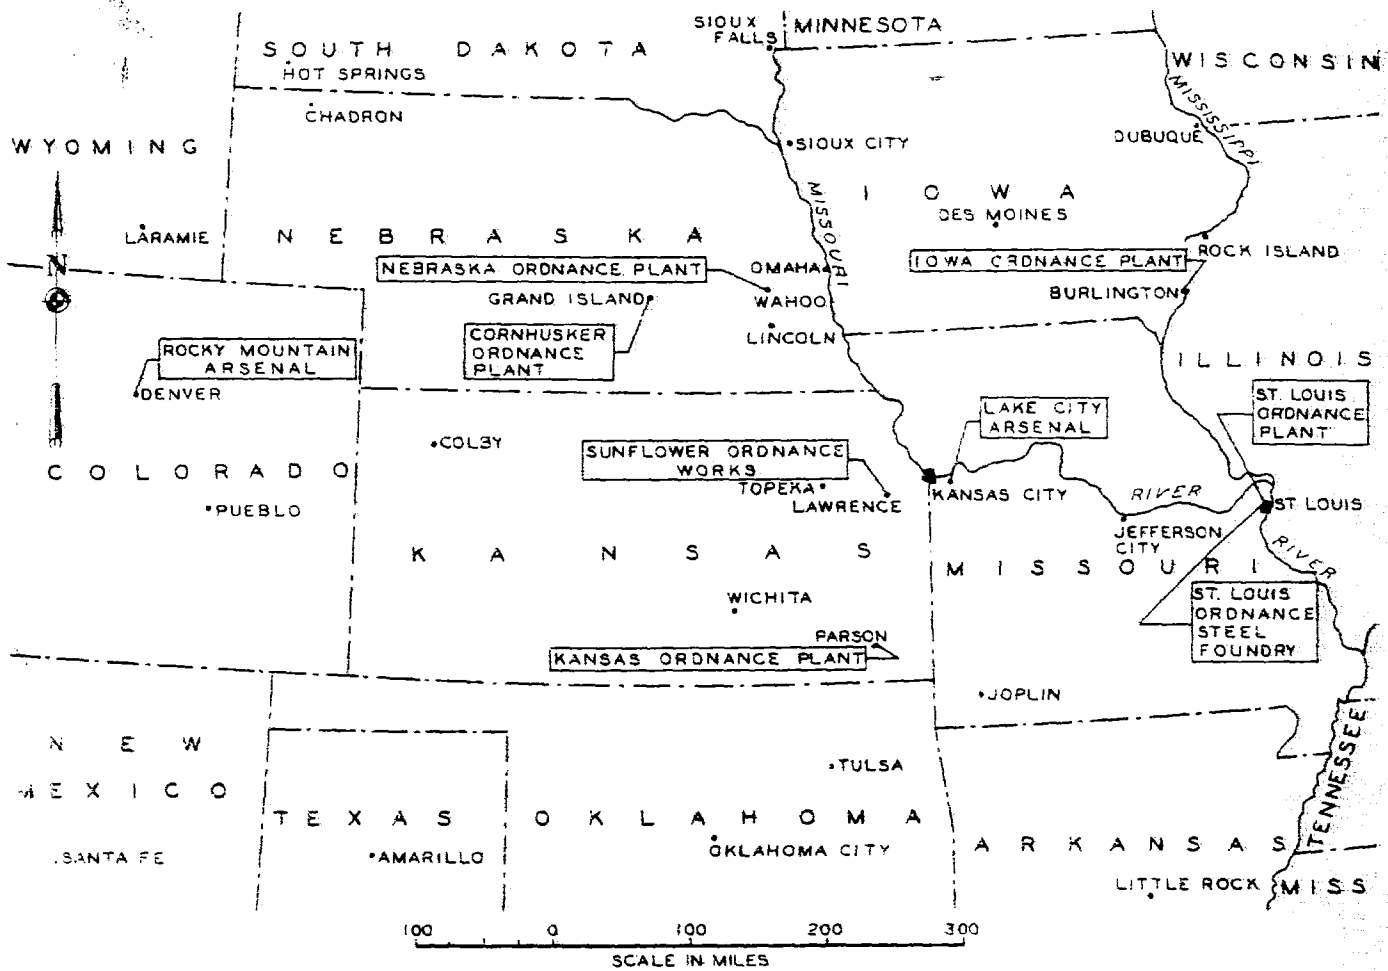 SIOUX
FALLS
MINNESOTA
SOUTH DAKOTA
HOT SPRINGS
WISCONSIN
CHADRON
MISSISSIPPI
DUBUQUE
WYOMING
SIOUX CITY
IOWA
MISSOURI
DES MOINES
LARAMIE
NEBRASKA
ROCK ISLAND
N
NEBRASKA ORDNANCE PLANT
OMAHA
IOWA ORDNANCE PLANT
GRAND ISLAND
WAHOO
BURLINGTON
CORNHUSKER
ORDNANCE
PLANT
LINCOLN
ROCKY MOUNTAIN
ARSENAL
ILLINOIS
DENVER
ST. LOUIS
ORDNANCE
PLANT
LAKE CITY
ARSENAL
COLBY
SUNFLOWER ORDNANCE
WORKS
COLORADO
TOPEKA
LAWRENCE
KANSAS CITY
RIVER
ST LOUIS
PUEBLO
JEFFERSON
CITY
RIVER
KANSAS
MISSOURI
WICHITA
ST. LOUIS
ORDNANCE
STEEL
FOUNDRY
PARSON
KANSAS ORDNANCE PLANT
JOPLIN
NEW
MEXICO
TULSA
TENNESSEE
TEXAS
OKLAHOMA
ARKANSAS
SANTA FE
AMARILLO
OKLAHOMA CITY
LITTLE ROCK
MISS
100 0 100 200 300
SCALE IN MILES